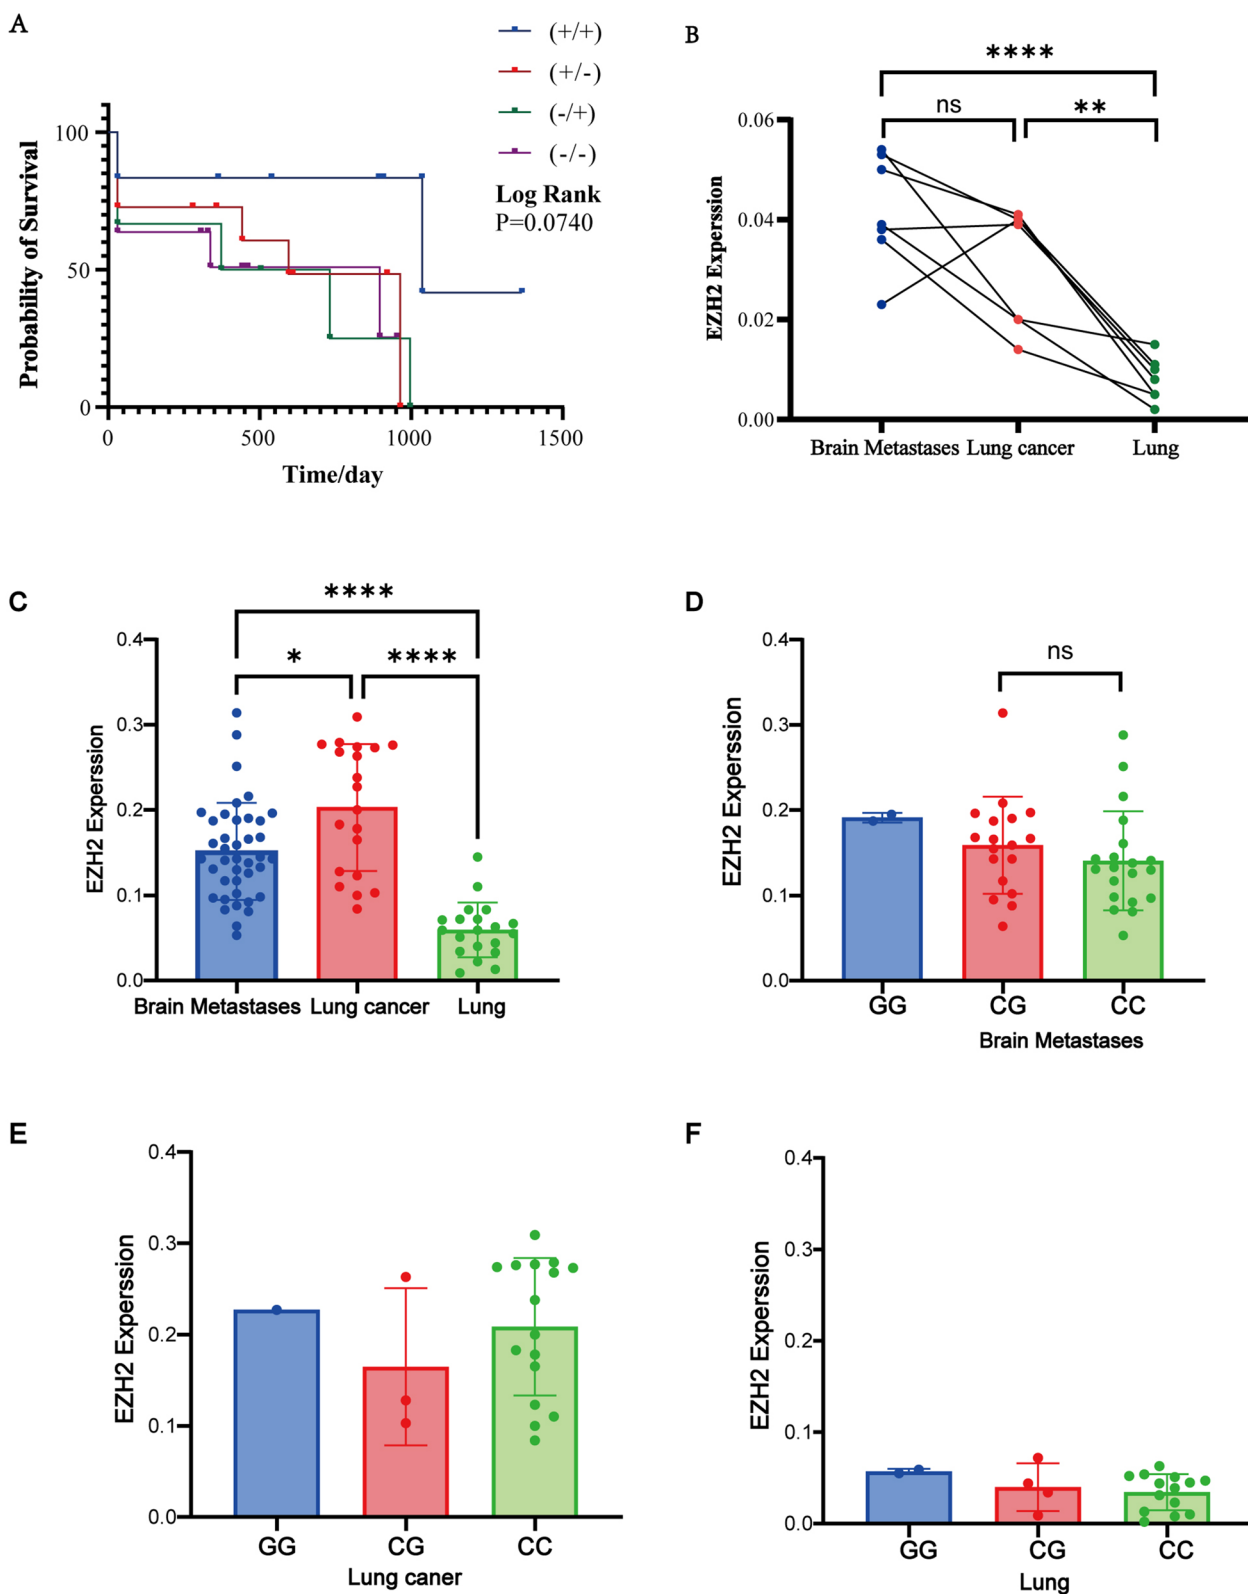 A
(+/+)
(+/-)
(-/+)
(-/-)
Log Rank
P=0.0740
Probability of Survival
100
50
0
0 500 1000 1500
Time/day
B
****
ns **
EZH2 Experssion
0.06
0.04
0.02
0.00
Brain Metastases Lung cancer Lung
C
****
* ****
EZH2 Experssion
0.4
0.3
0.2
0.1
0.0
Brain Metastases Lung cancer Lung
D
ns
EZH2 Experssion
0.4
0.3
0.2
0.1
0.0
GG CG CC
Brain Metastases
E
EZH2 Experssion
0.4
0.3
0.2
0.1
0.0
GG CG CC
Lung caner
F
EZH2 Experssion
0.4
0.3
0.2
0.1
0.0
GG CG CC
Lung